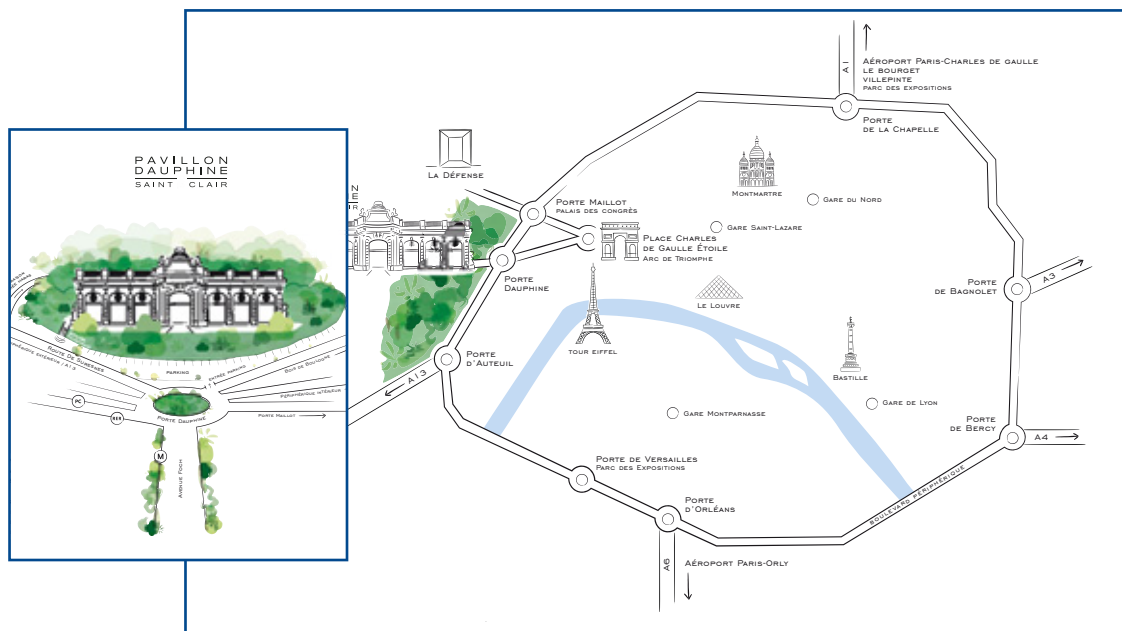 PAVILLON
DAUPHINE
SAINT CLAIR
ROUTE DE SURESNES
PARKING
ENTRÉE PARKING
BOIS DE BOULOGNE
PÉRIPHÉRIQUE INTÉRIEUR
PORTE MAILLOT
PC
RER
PORTE DAUPHINE
M
AVENUE FOCH
LA DÉFENSE
A1
AÉROPORT PARIS-CHARLES DE GAULLE
LE BOURGET
VILLEPINTE
PARC DES EXPOSITIONS
PORTE
DE LA CHAPELLE
MONTMARTRE
GARE DU NORD
PORTE MAILLOT
PALAIS DES CONGRÈS
GARE SAINT-LAZARE
PLACE CHARLES
DE GAULLE ÉTOILE
ARC DE TRIOMPHE
PORTE
DAUPHINE
A3
PORTE
DE BAGNOLET
LE LOUVRE
TOUR EIFFEL
PORTE
D'AUTEUIL
A13
BASTILLE
GARE DE LYON
GARE MONTPARNASSE
PORTE
DE BERCY
A4
PORTE DE VERSAILLES
PARC DES EXPOSITIONS
BOULEVARD PÉRIPHÉRIQUE
PORTE
D'ORLÉANS
A6
AÉROPORT PARIS-ORLY